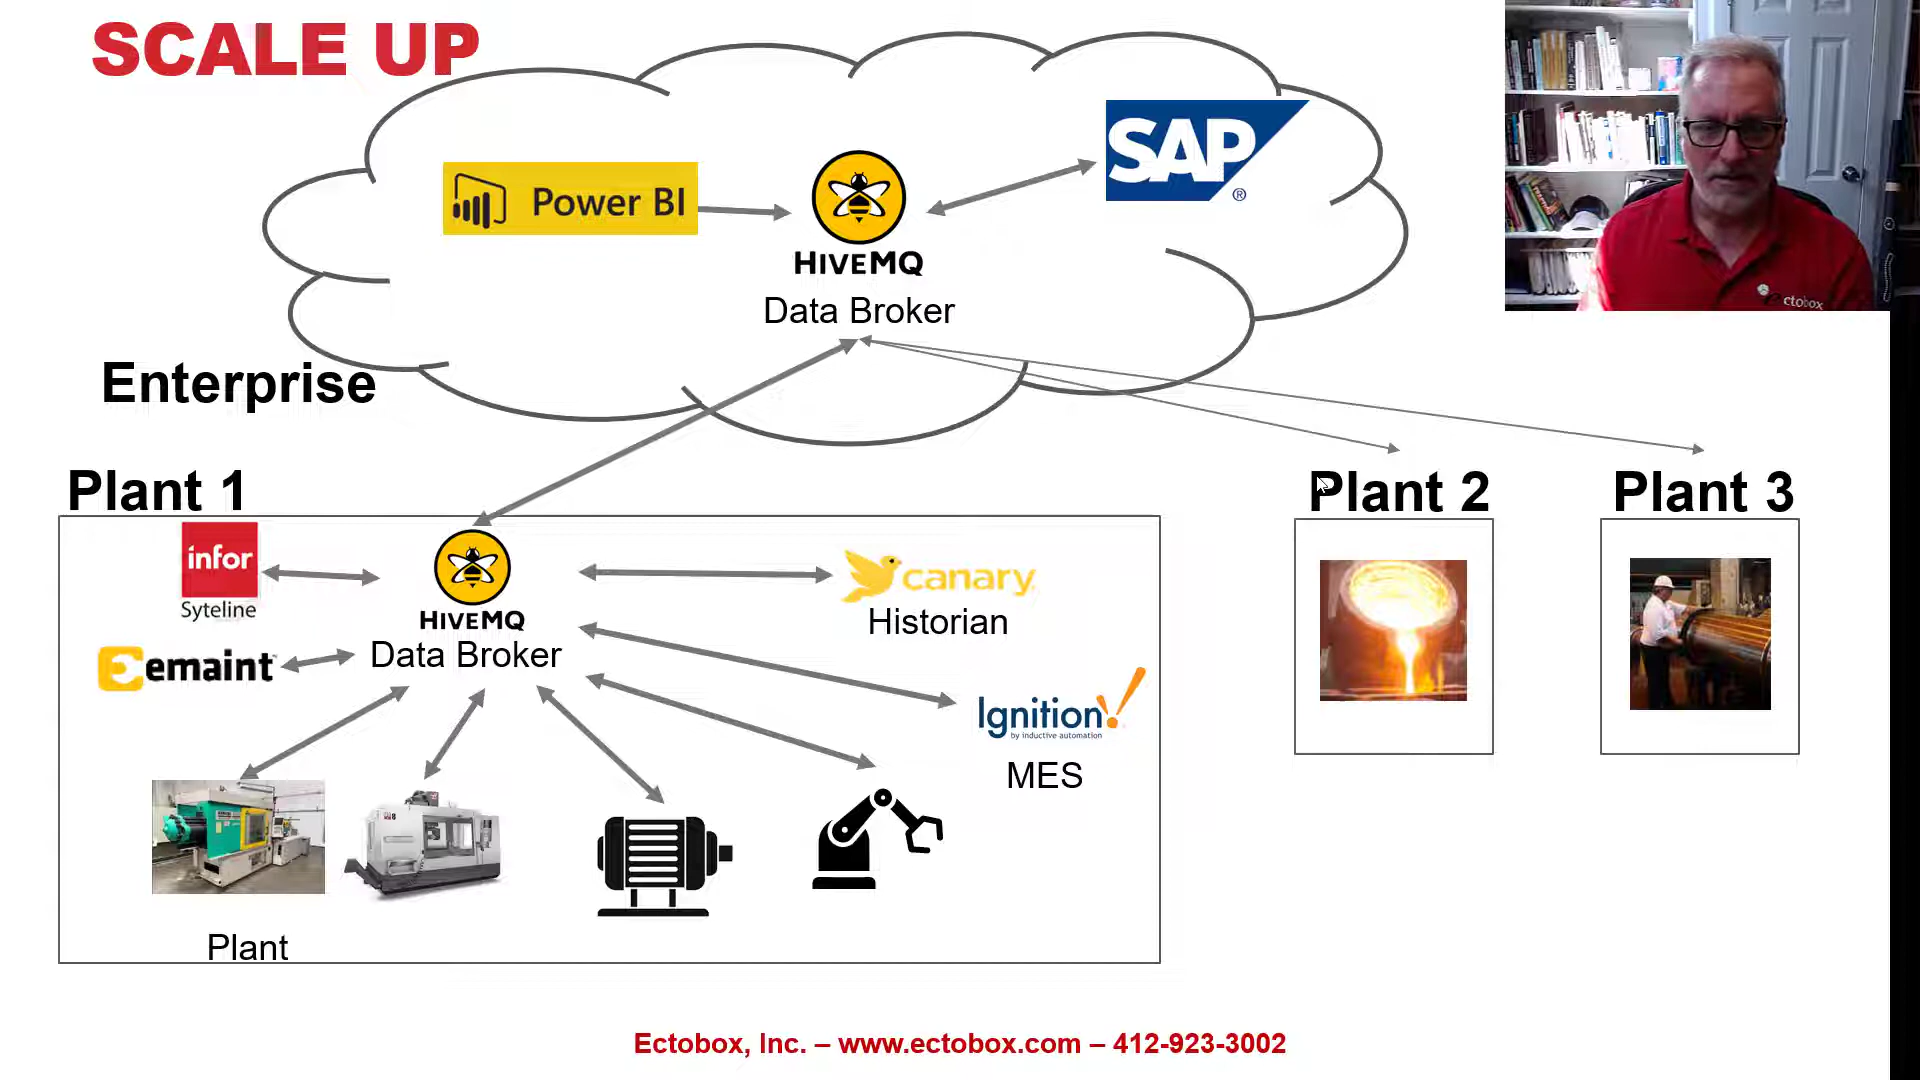 SCALE UP
Power BI
HIVEMQ
Data Broker
SAP
®
ctobox
Enterprise
Plant 1
Plant 2
Plant 3
infor
Syteline
HIVEMQ
Data Broker
canary
Historian
emaint
Ignition!
by inductive automation
MES
Plant
Ectobox, Inc. – www.ectobox.com – 412-923-3002